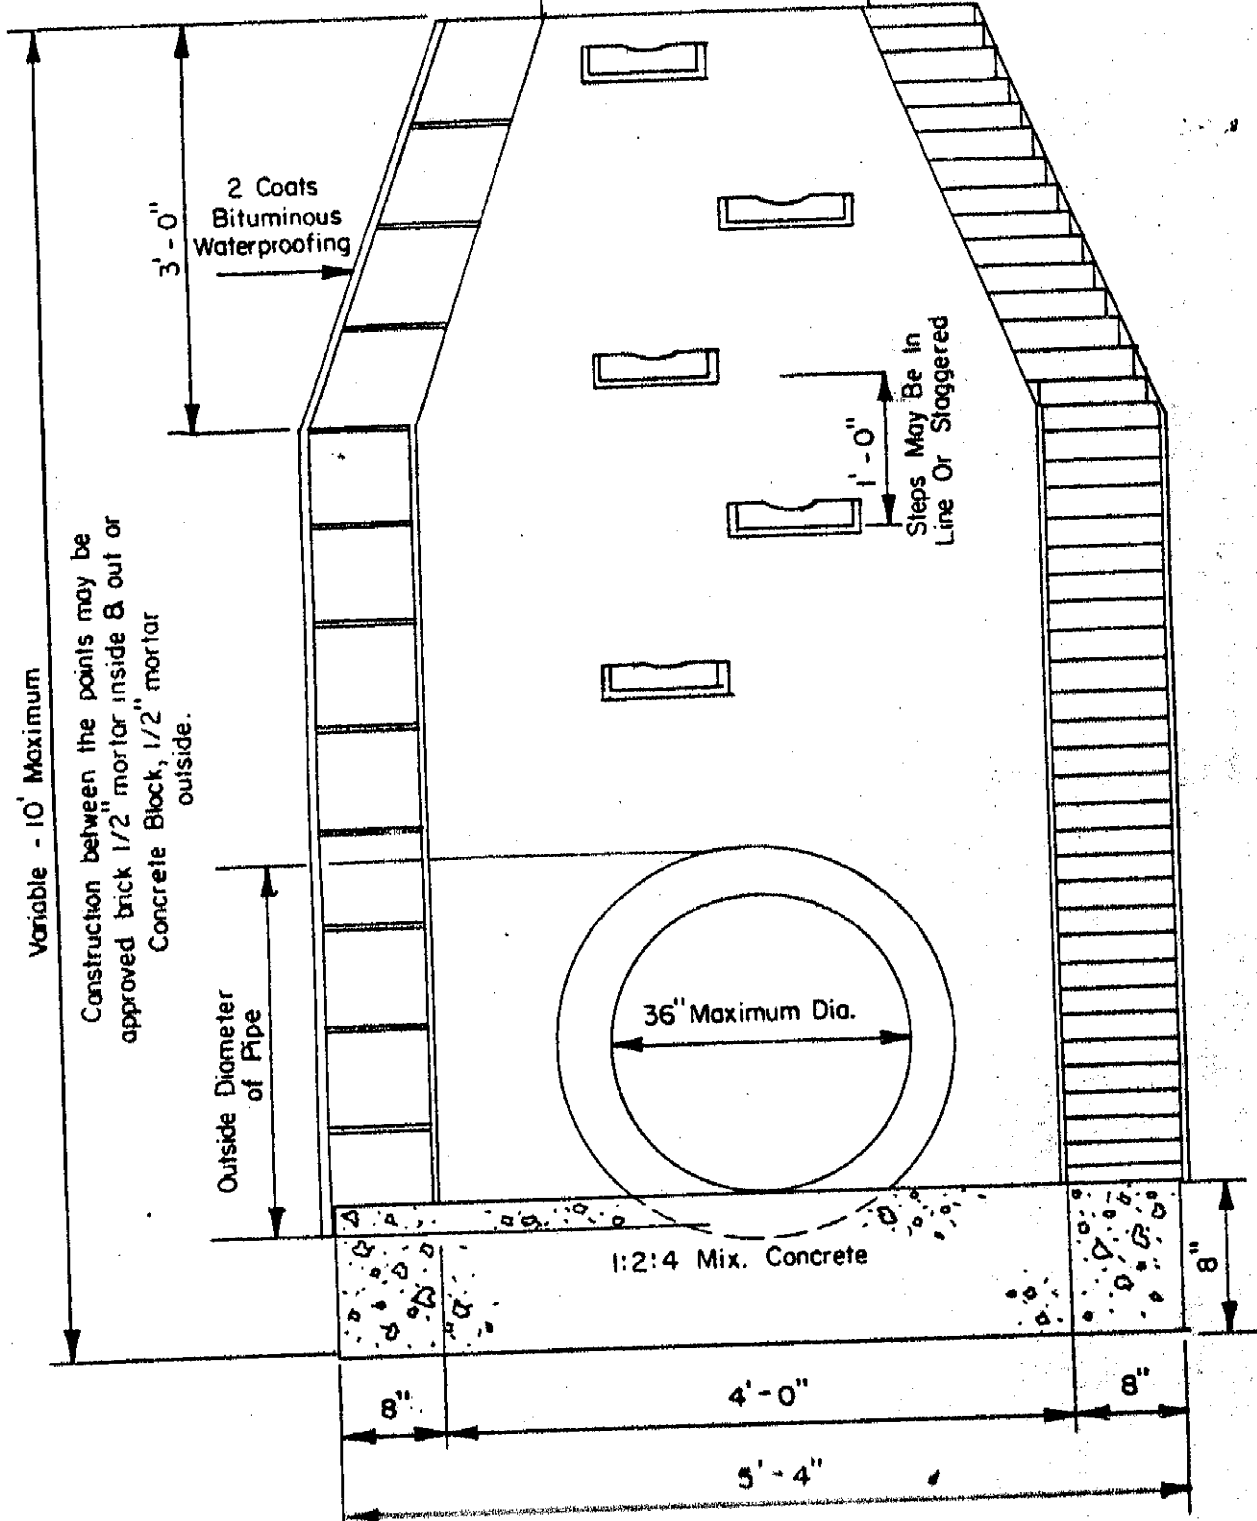 3'-0"
2 Coats
Bituminous
Waterproofing
Variable - 10' Maximum
Construction between the points may be
approved brick 1/2" mortar inside & out or
Concrete Block, 1/2" mortar
outside.
1'-0"
Steps May Be In
Line Or Staggered
Outside Diameter
of Pipe
36" Maximum Dia.
1:2:4 Mix. Concrete
8"
8"
4'-0"
8"
5'-4"